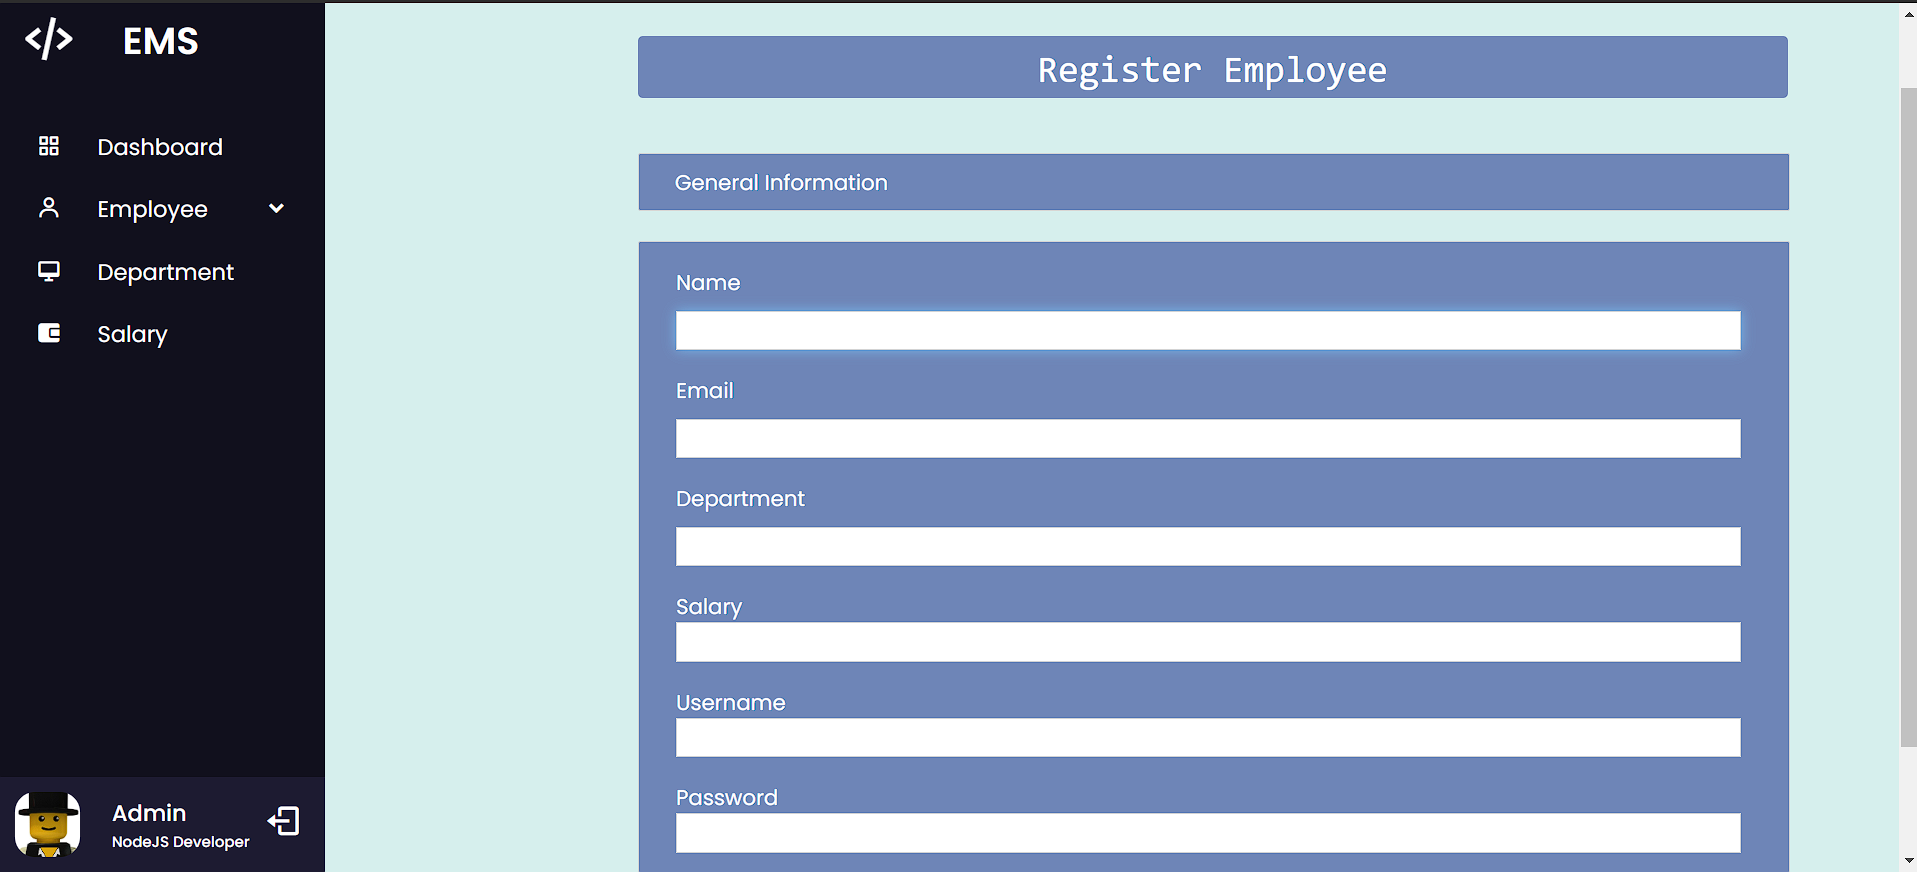 EMS
Dashboard
Employee
Department
Salary
Admin
NodeJS Developer
Register Employee
General Information
Name
Email
Department
Salary
Username
Password